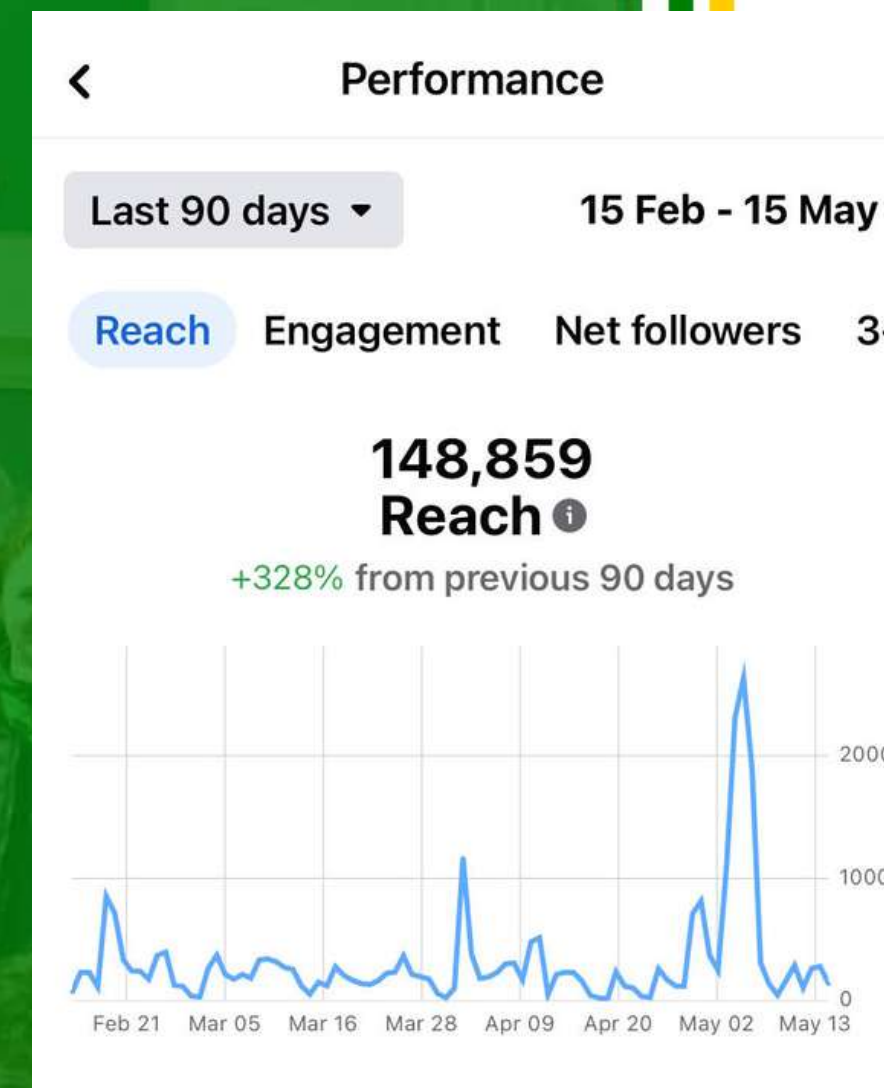 Performance
Last 90 days
15 Feb - 15 May
Reach Engagement Net followers 3-
148,859
Reach
+328% from previous 90 days
0
Feb 21 Mar 05 Mar 16 Mar 28 Apr 09 Apr 20 May 02 May 13